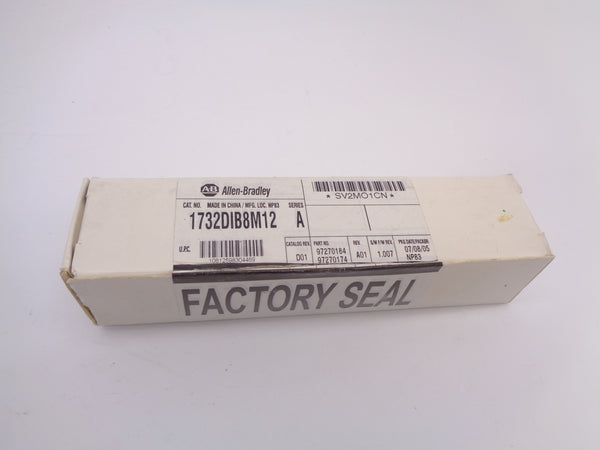 AB Allen-Bradley
* SV2MO1CN *
CAT. NO. MADE IN CHINA / MFG. LOC. NP83 SERIES
1732DIB8M12 A
U.P.C.
CATALOG REV. PART NO. REV. S/W F/W REV. PKG DATE/PACKER
D01 97270184 A01 1.007 07/08/05
97270174 NP83
FACTORY SEAL